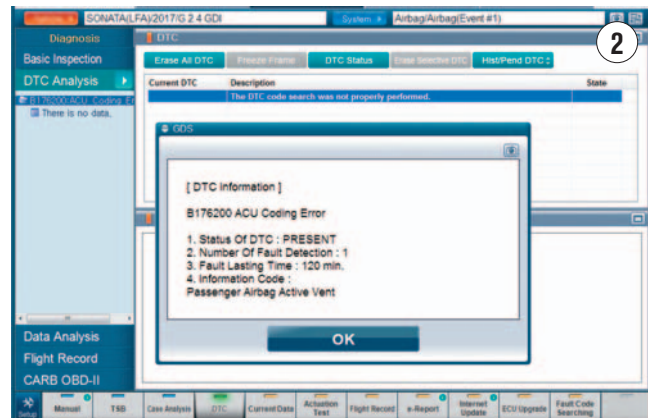 SONATA(LFA)/2017/G 2.4 GDI
System
Airbag/Airbag(Event #1)
2
Diagnosis
Basic Inspection
DTC Analysis
B176200 ACU Coding Er
There is no data.
DTC
Erase All DTC
Freeze Frame
DTC Status
Erase Selective DTC
Hist/Pend DTC
Current DTC
Description
State
The DTC code search was not properly performed.
GDS
[ DTC Information ]
B176200 ACU Coding Error
1. Status Of DTC : PRESENT
2. Number Of Fault Detection : 1
3. Fault Lasting Time : 120 min.
4. Information Code :
Passenger Airbag Active Vent
OK
Data Analysis
Flight Record
CARB OBD-II
Setup
Manual
TSB
Case Analysis
DTC
Current Data
Actuation
Test
Flight Record
e-Report
Internet
Update
ECU Upgrade
Fault Code
Searching